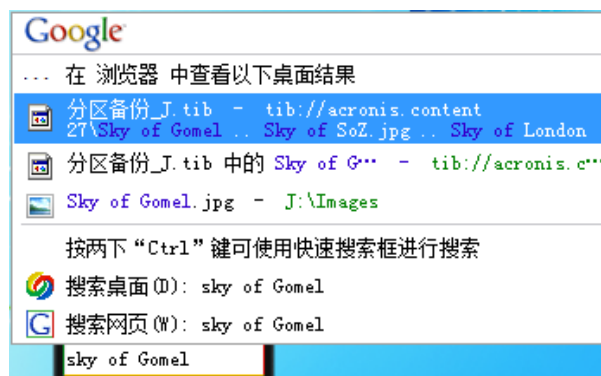 Google
... 在 浏览器 中查看以下桌面结果
分区备份_J.tib - tib://acronis.content
27\Sky of Gomel .. Sky of SoZ.jpg .. Sky of London
分区备份_J.tib 中的 Sky of G… - tib://acronis.c…
Sky of Gomel.jpg - J:\Images
按两下“Ctrl”键可使用快速搜索框进行搜索
搜索桌面(D): sky of Gomel
搜索网页(W): sky of Gomel
sky of Gomel